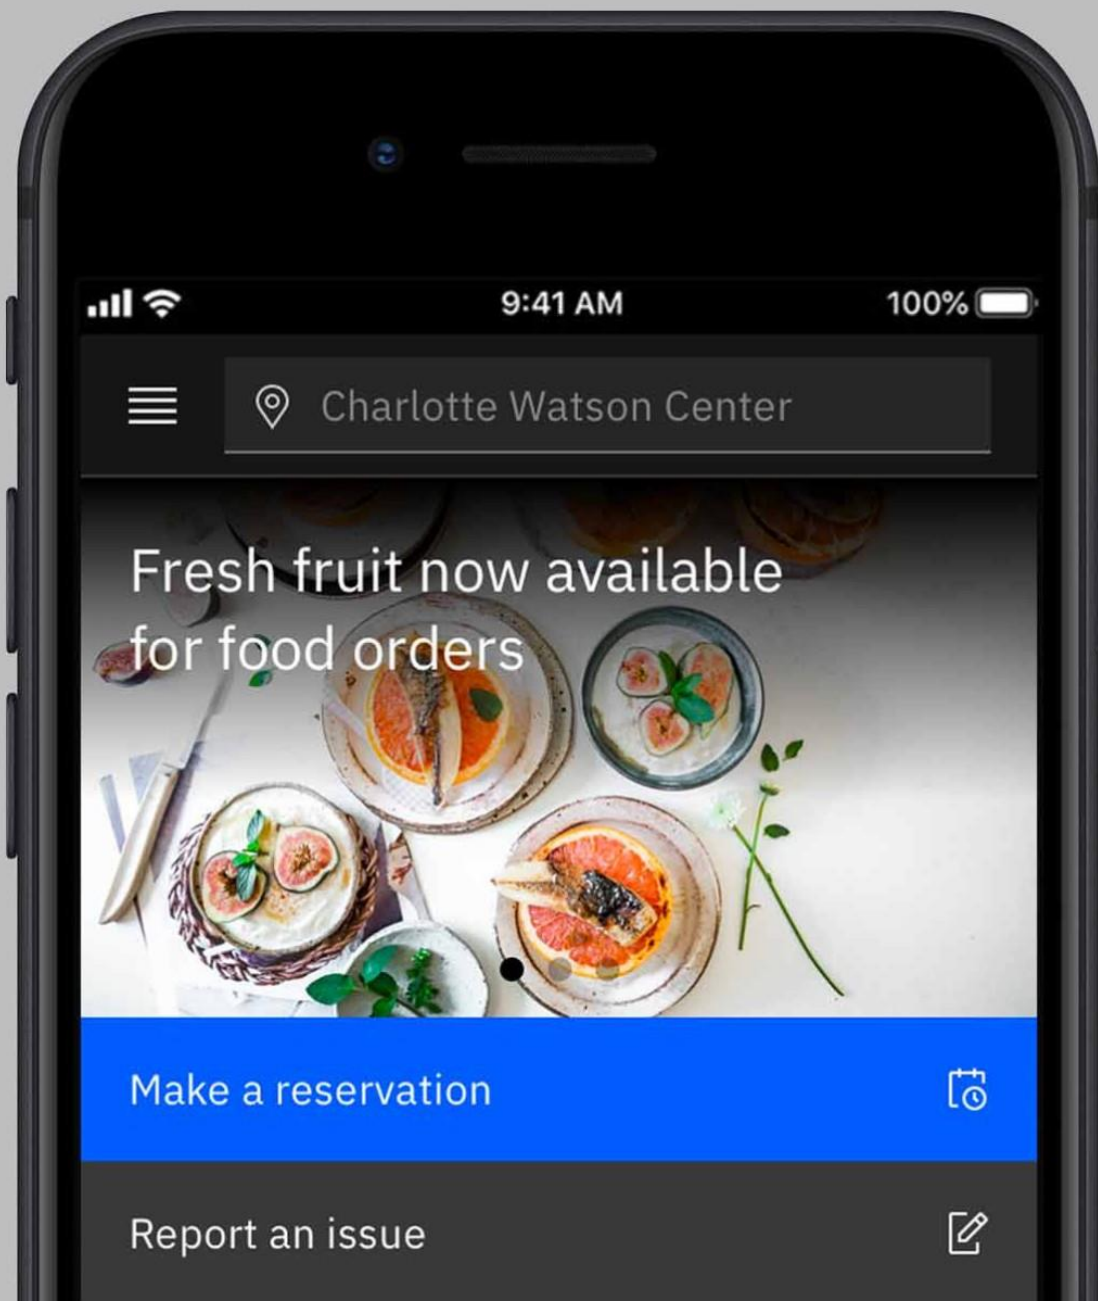 9:41 AM
100%
Charlotte Watson Center
Fresh fruit now available
for food orders
Make a reservation
Report an issue